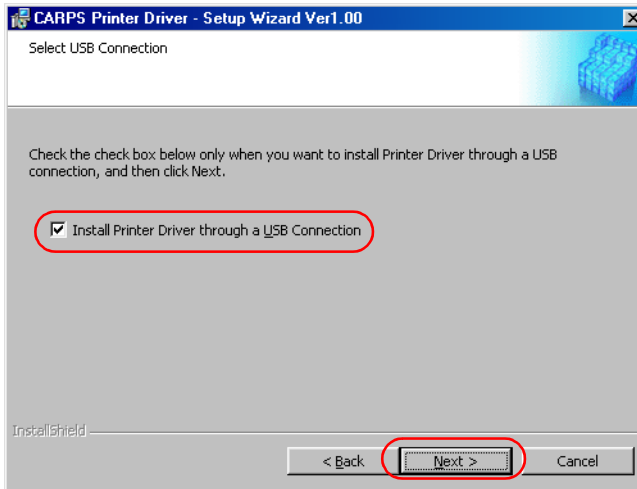 CARPS Printer Driver - Setup Wizard Ver1.00
Select USB Connection
Check the check box below only when you want to install Printer Driver through a USB
connection, and then click Next.
Install Printer Driver through a USB Connection
InstallShield
< Back
Next >
Cancel